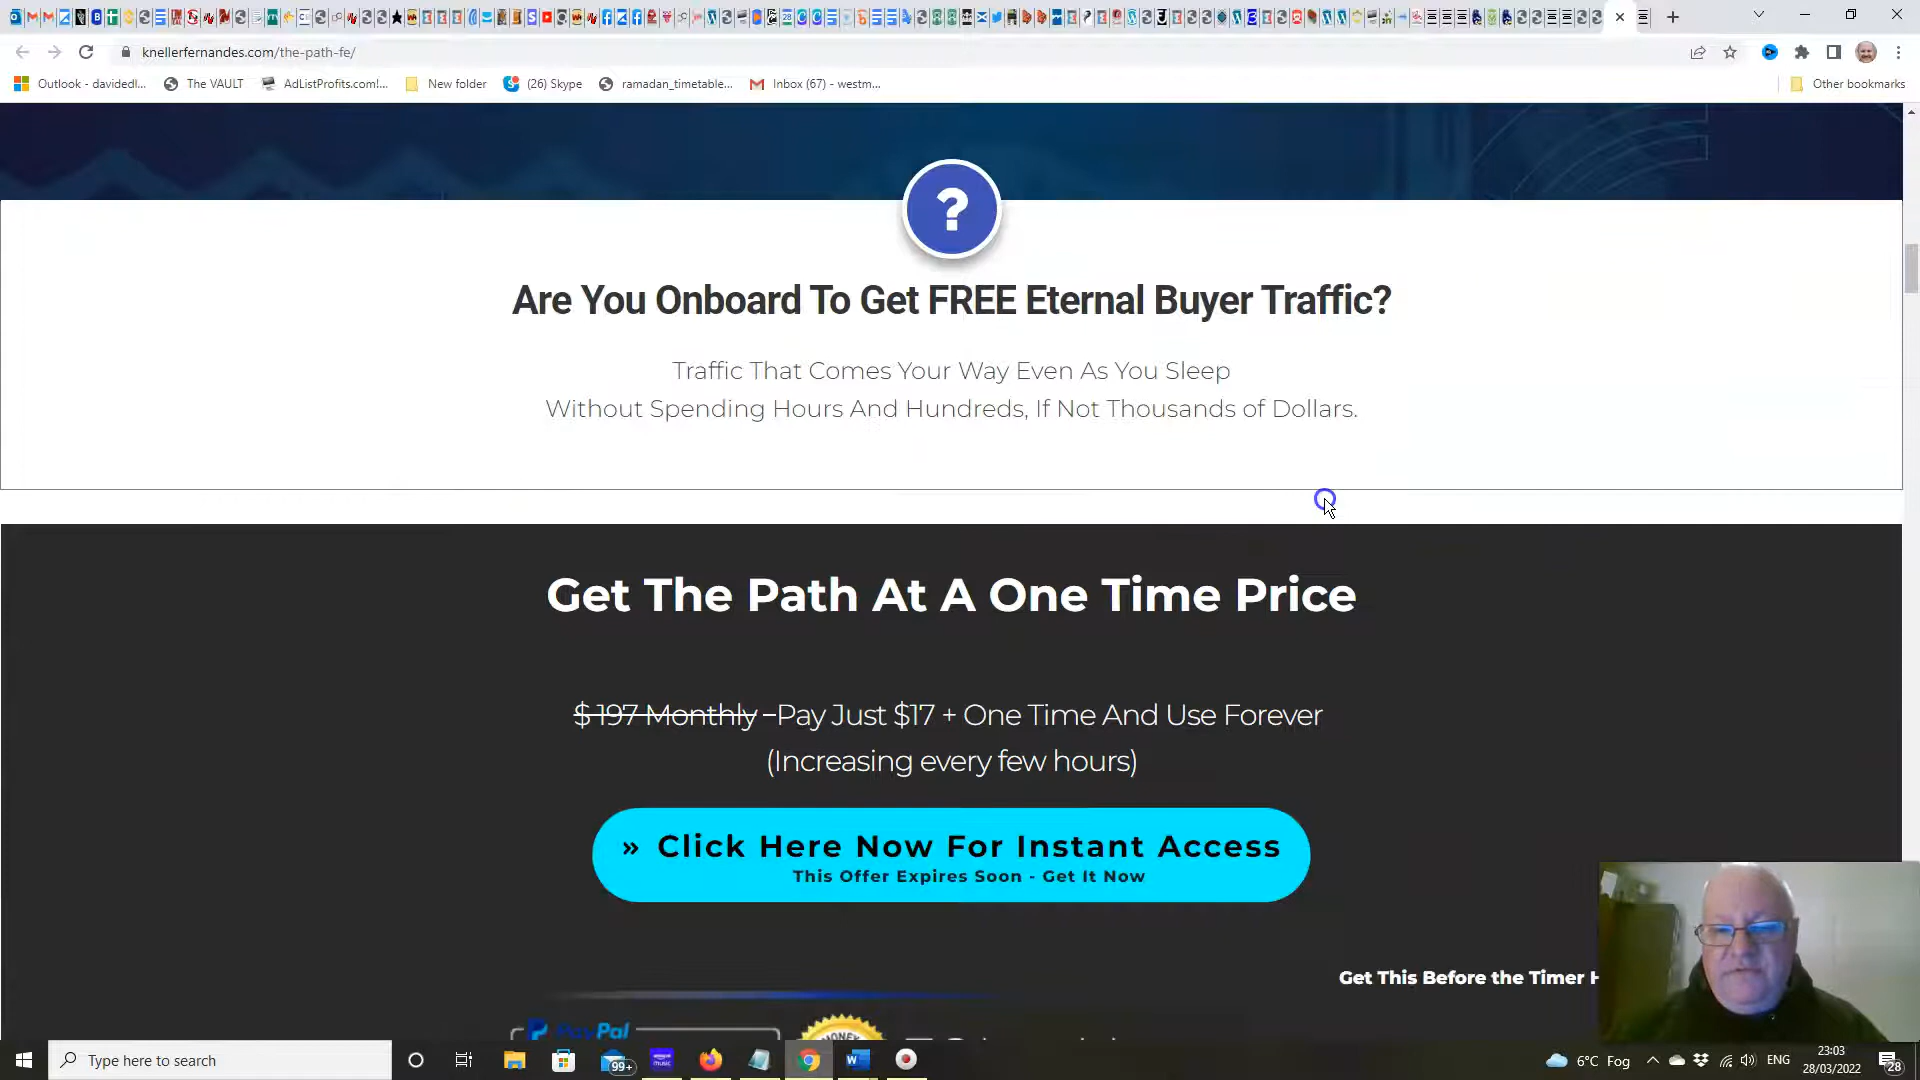 knellerfernandes.com/the-path-fe/
Outlook - davidedl... The VAULT AdListProfits.com!... New folder (26) Skype ramadan_timetable... Inbox (67) - westm... Other bookmarks
?
Are You Onboard To Get FREE Eternal Buyer Traffic?
Traffic That Comes Your Way Even As You Sleep
Without Spending Hours And Hundreds, If Not Thousands of Dollars.
Get The Path At A One Time Price
$ 197 Monthly –Pay Just $17 + One Time And Use Forever
(Increasing every few hours)
» Click Here Now For Instant Access
This Offer Expires Soon - Get It Now
Get This Before the Timer H
PayPal
MONEY
Type here to search
99+
amazon music
6°C Fog
ENG
23:03
28/03/2022
28